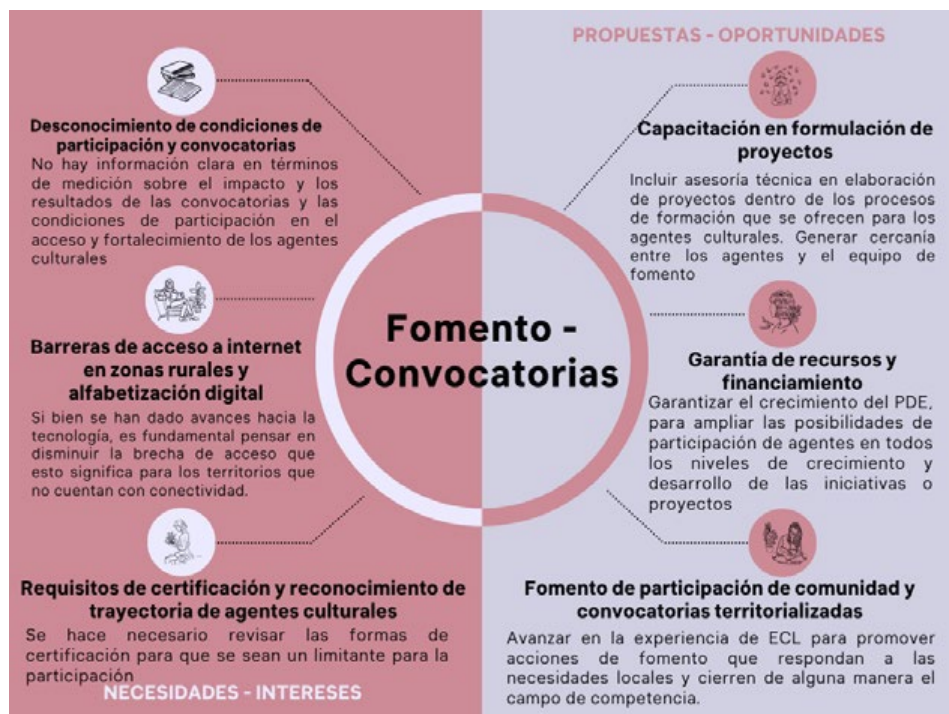 Desconocimiento de condiciones de
participación y convocatorias
No hay información clara en términos
de medición sobre el impacto y los
resultados de las convocatorias y las
condiciones de participación en el
acceso y fortalecimiento de los agentes
culturales
Barreras de acceso a internet
en zonas rurales y
alfabetización digital
Si bien se han dado avances hacia la
tecnología, es fundamental pensar en
disminuir la brecha de acceso que
esto significa para los territorios que
no cuentan con conectividad.
Requisitos de certificación y reconocimiento de
trayectoria de agentes culturales
Se hace necesario revisar las formas de
certificación para que se sean un limitante para la
participación
NECESIDADES - INTERESES
Fomento -
Convocatorias
PROPUESTAS - OPORTUNIDADES
Capacitación en formulación de
proyectos
Incluir asesoría técnica en elaboración
de proyectos dentro de los procesos
de formación que se ofrecen para los
agentes culturales. Generar cercanía
entre los agentes y el equipo de
fomento
Garantía de recursos y
financiamiento
Garantizar el crecimiento del PDE,
para ampliar las posibilidades de
participación de agentes en todos
los niveles de crecimiento y
desarrollo de las iniciativas o
proyectos
Fomento de participación de comunidad y
convocatorias territorializadas
Avanzar en la experiencia de ECL para promover
acciones de fomento que respondan a las
necesidades locales y cierren de alguna manera el
campo de competencia.